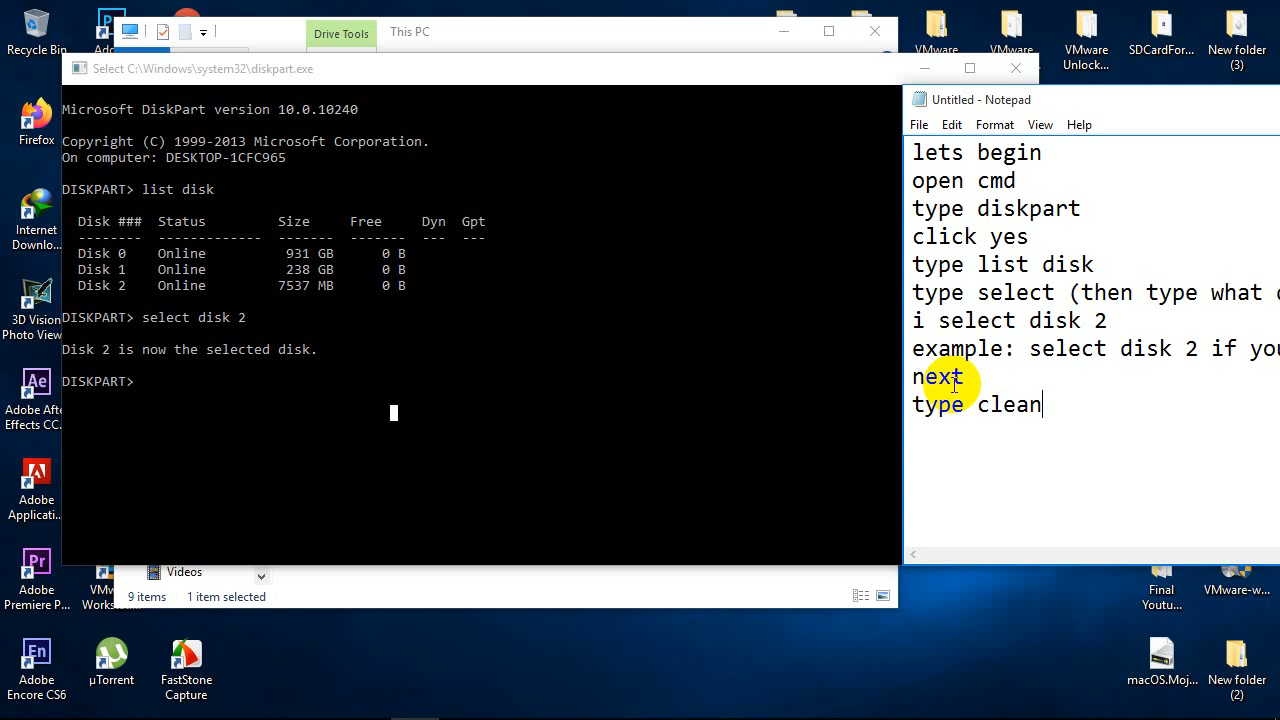 Recycle Bin
Ado
Drive Tools
This PC
VMware
VMware
VMware
Unlock...
SDCardFor...
New folder
(3)
Select C:\Windows\system32\diskpart.exe
Microsoft DiskPart version 10.0.10240
Copyright (C) 1999-2013 Microsoft Corporation.
On computer: DESKTOP-1CFC965
DISKPART> list disk
Disk ### Status Size Free Dyn Gpt
-------- ------------- ------- ------- --- ---
Disk 0 Online 931 GB 0 B
Disk 1 Online 238 GB 0 B
Disk 2 Online 7537 MB 0 B
DISKPART> select disk 2
Disk 2 is now the selected disk.
DISKPART>
Untitled - Notepad
File Edit Format View Help
lets begin
open cmd
type diskpart
click yes
type list disk
type select (then type what
i select disk 2
example: select disk 2 if you
next
type clean
Firefox
Internet
Downlo...
3D Vision
Photo View...
Adobe Afte
Effects CC.
Adobe
Applicati..
Adobe
Premiere P...
VMw
Works
Videos
9 items 1 item selected
Final
Youtu...
VMware-w...
Adobe
Encore CS6
µTorrent
FastStone
Capture
macOS.Moj...
New folder
(2)